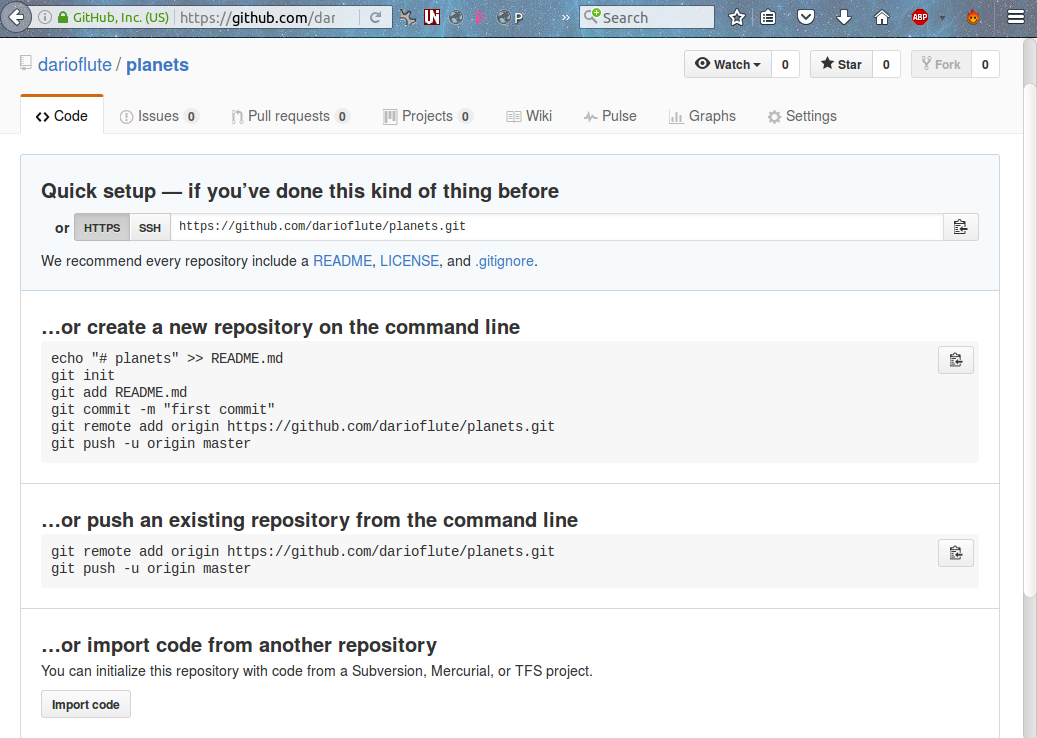 GitHub, Inc. (US) https://github.com/dar Search ABP
darioflute / planets Watch 0 Star 0 Fork 0
Code Issues 0 Pull requests 0 Projects 0 Wiki Pulse Graphs Settings
Quick setup — if you’ve done this kind of thing before
or HTTPS SSH https://github.com/darioflute/planets.git
We recommend every repository include a README, LICENSE, and .gitignore.
…or create a new repository on the command line
echo "# planets" >> README.md
git init
git add README.md
git commit -m "first commit"
git remote add origin https://github.com/darioflute/planets.git
git push -u origin master
…or push an existing repository from the command line
git remote add origin https://github.com/darioflute/planets.git
git push -u origin master
…or import code from another repository
You can initialize this repository with code from a Subversion, Mercurial, or TFS project.
Import code